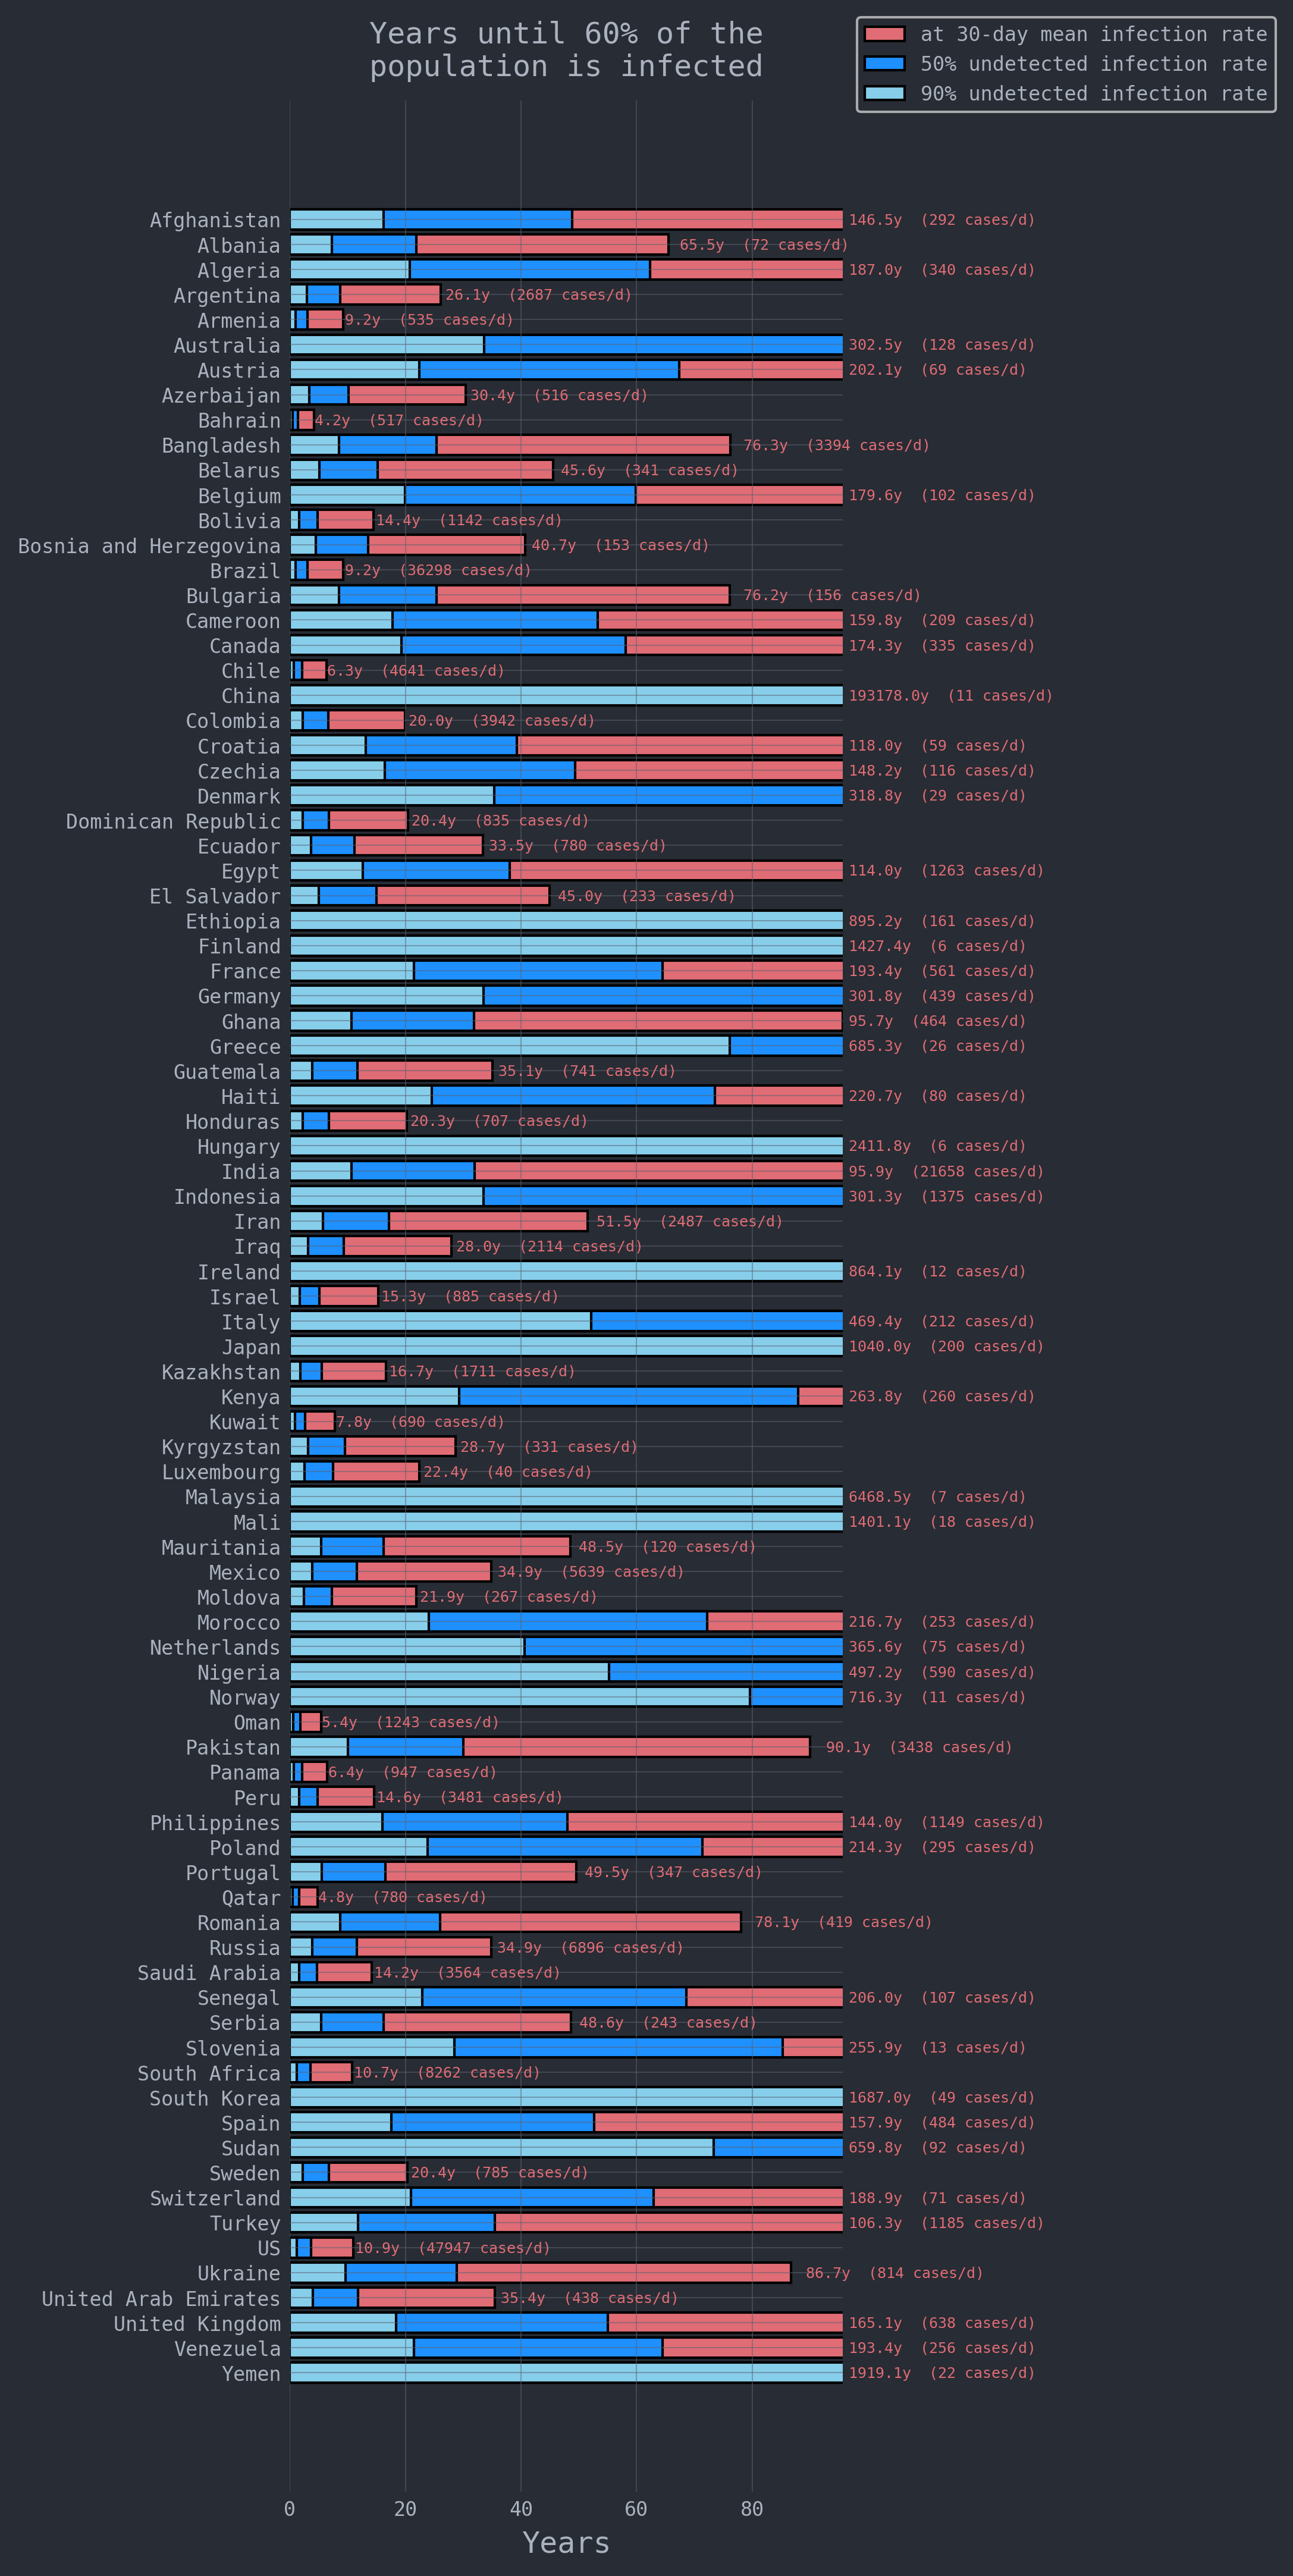 Years until 60% of the
population is infected
at 30-day mean infection rate
50% undetected infection rate
90% undetected infection rate
Afghanistan 146.5y (292 cases/d)
Albania 65.5y (72 cases/d)
Algeria 187.0y (340 cases/d)
Argentina 26.1y (2687 cases/d)
Armenia 9.2y (535 cases/d)
Australia 302.5y (128 cases/d)
Austria 202.1y (69 cases/d)
Azerbaijan 30.4y (516 cases/d)
Bahrain 4.2y (517 cases/d)
Bangladesh 76.3y (3394 cases/d)
Belarus 45.6y (341 cases/d)
Belgium 179.6y (102 cases/d)
Bolivia 14.4y (1142 cases/d)
Bosnia and Herzegovina 40.7y (153 cases/d)
Brazil 9.2y (36298 cases/d)
Bulgaria 76.2y (156 cases/d)
Cameroon 159.8y (209 cases/d)
Canada 174.3y (335 cases/d)
Chile 6.3y (4641 cases/d)
China 193178.0y (11 cases/d)
Colombia 20.0y (3942 cases/d)
Croatia 118.0y (59 cases/d)
Czechia 148.2y (116 cases/d)
Denmark 318.8y (29 cases/d)
Dominican Republic 20.4y (835 cases/d)
Ecuador 33.5y (780 cases/d)
Egypt 114.0y (1263 cases/d)
El Salvador 45.0y (233 cases/d)
Ethiopia 895.2y (161 cases/d)
Finland 1427.4y (6 cases/d)
France 193.4y (561 cases/d)
Germany 301.8y (439 cases/d)
Ghana 95.7y (464 cases/d)
Greece 685.3y (26 cases/d)
Guatemala 35.1y (741 cases/d)
Haiti 220.7y (80 cases/d)
Honduras 20.3y (707 cases/d)
Hungary 2411.8y (6 cases/d)
India 95.9y (21658 cases/d)
Indonesia 301.3y (1375 cases/d)
Iran 51.5y (2487 cases/d)
Iraq 28.0y (2114 cases/d)
Ireland 864.1y (12 cases/d)
Israel 15.3y (885 cases/d)
Italy 469.4y (212 cases/d)
Japan 1040.0y (200 cases/d)
Kazakhstan 16.7y (1711 cases/d)
Kenya 263.8y (260 cases/d)
Kuwait 7.8y (690 cases/d)
Kyrgyzstan 28.7y (331 cases/d)
Luxembourg 22.4y (40 cases/d)
Malaysia 6468.5y (7 cases/d)
Mali 1401.1y (18 cases/d)
Mauritania 48.5y (120 cases/d)
Mexico 34.9y (5639 cases/d)
Moldova 21.9y (267 cases/d)
Morocco 216.7y (253 cases/d)
Netherlands 365.6y (75 cases/d)
Nigeria 497.2y (590 cases/d)
Norway 716.3y (11 cases/d)
Oman 5.4y (1243 cases/d)
Pakistan 90.1y (3438 cases/d)
Panama 6.4y (947 cases/d)
Peru 14.6y (3481 cases/d)
Philippines 144.0y (1149 cases/d)
Poland 214.3y (295 cases/d)
Portugal 49.5y (347 cases/d)
Qatar 4.8y (780 cases/d)
Romania 78.1y (419 cases/d)
Russia 34.9y (6896 cases/d)
Saudi Arabia 14.2y (3564 cases/d)
Senegal 206.0y (107 cases/d)
Serbia 48.6y (243 cases/d)
Slovenia 255.9y (13 cases/d)
South Africa 10.7y (8262 cases/d)
South Korea 1687.0y (49 cases/d)
Spain 157.9y (484 cases/d)
Sudan 659.8y (92 cases/d)
Sweden 20.4y (785 cases/d)
Switzerland 188.9y (71 cases/d)
Turkey 106.3y (1185 cases/d)
US 10.9y (47947 cases/d)
Ukraine 86.7y (814 cases/d)
United Arab Emirates 35.4y (438 cases/d)
United Kingdom 165.1y (638 cases/d)
Venezuela 193.4y (256 cases/d)
Yemen 1919.1y (22 cases/d)
0 20 40 60 80
Years